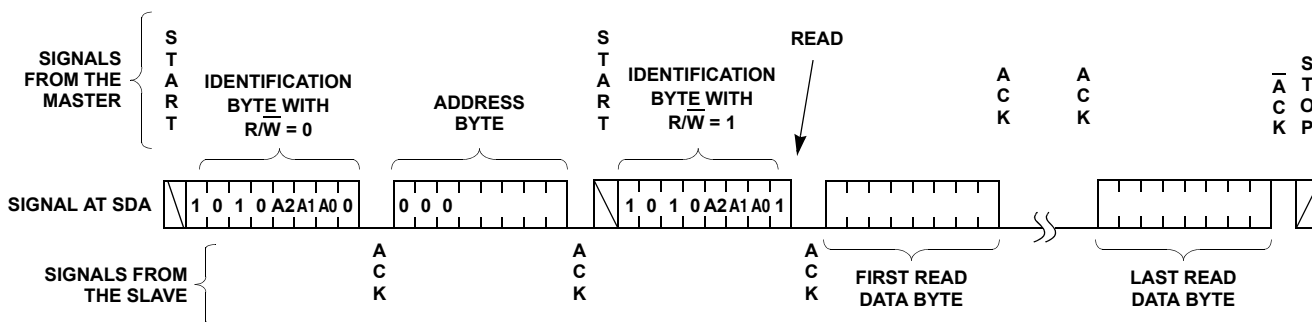 SIGNALS
FROM THE
MASTER
START
IDENTIFICATION
BYTE WITH
R/W̅ = 0
ADDRESS
BYTE
START
IDENTIFICATION
BYTE WITH
R/W̅ = 1
READ
ACK
ACK
A̅CK
STOP
SIGNAL AT SDA
1 0 1 0 A2 A1 A0 0
0 0 0
1 0 1 0 A2 A1 A0 1
SIGNALS FROM
THE SLAVE
ACK
ACK
ACK
FIRST READ
DATA BYTE
LAST READ
DATA BYTE